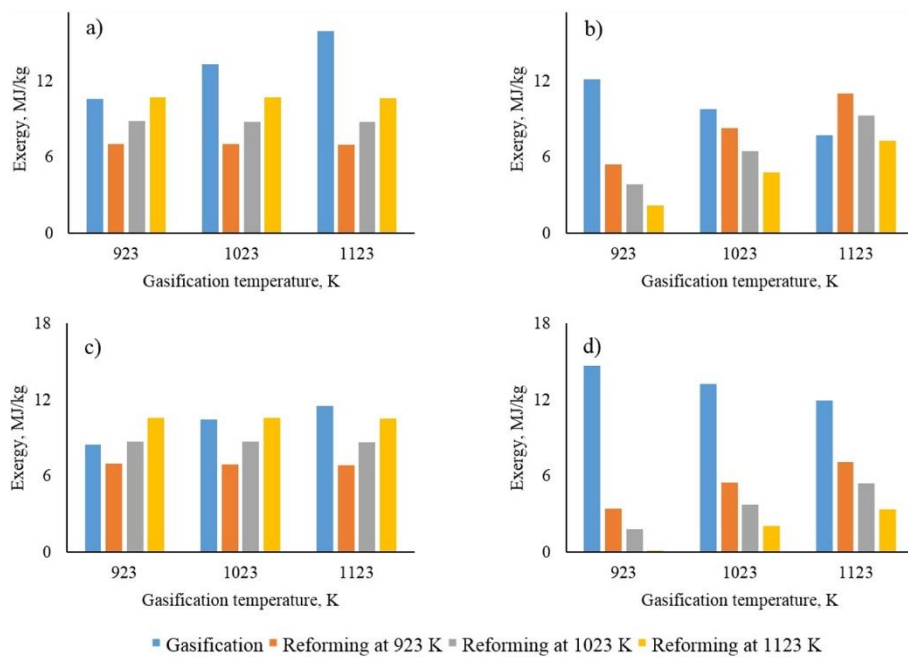 a)
Exergy, MJ/kg
12
6
0
923 1023 1123
Gasification temperature, K
b)
Exergy, MJ/kg
12
6
0
923 1023 1123
Gasification temperature, K
c)
Exergy, MJ/kg
18
12
6
0
923 1023 1123
Gasification temperature, K
d)
Exergy, MJ/kg
18
12
6
0
923 1023 1123
Gasification temperature, K
Gasification Reforming at 923 K Reforming at 1023 K Reforming at 1123 K